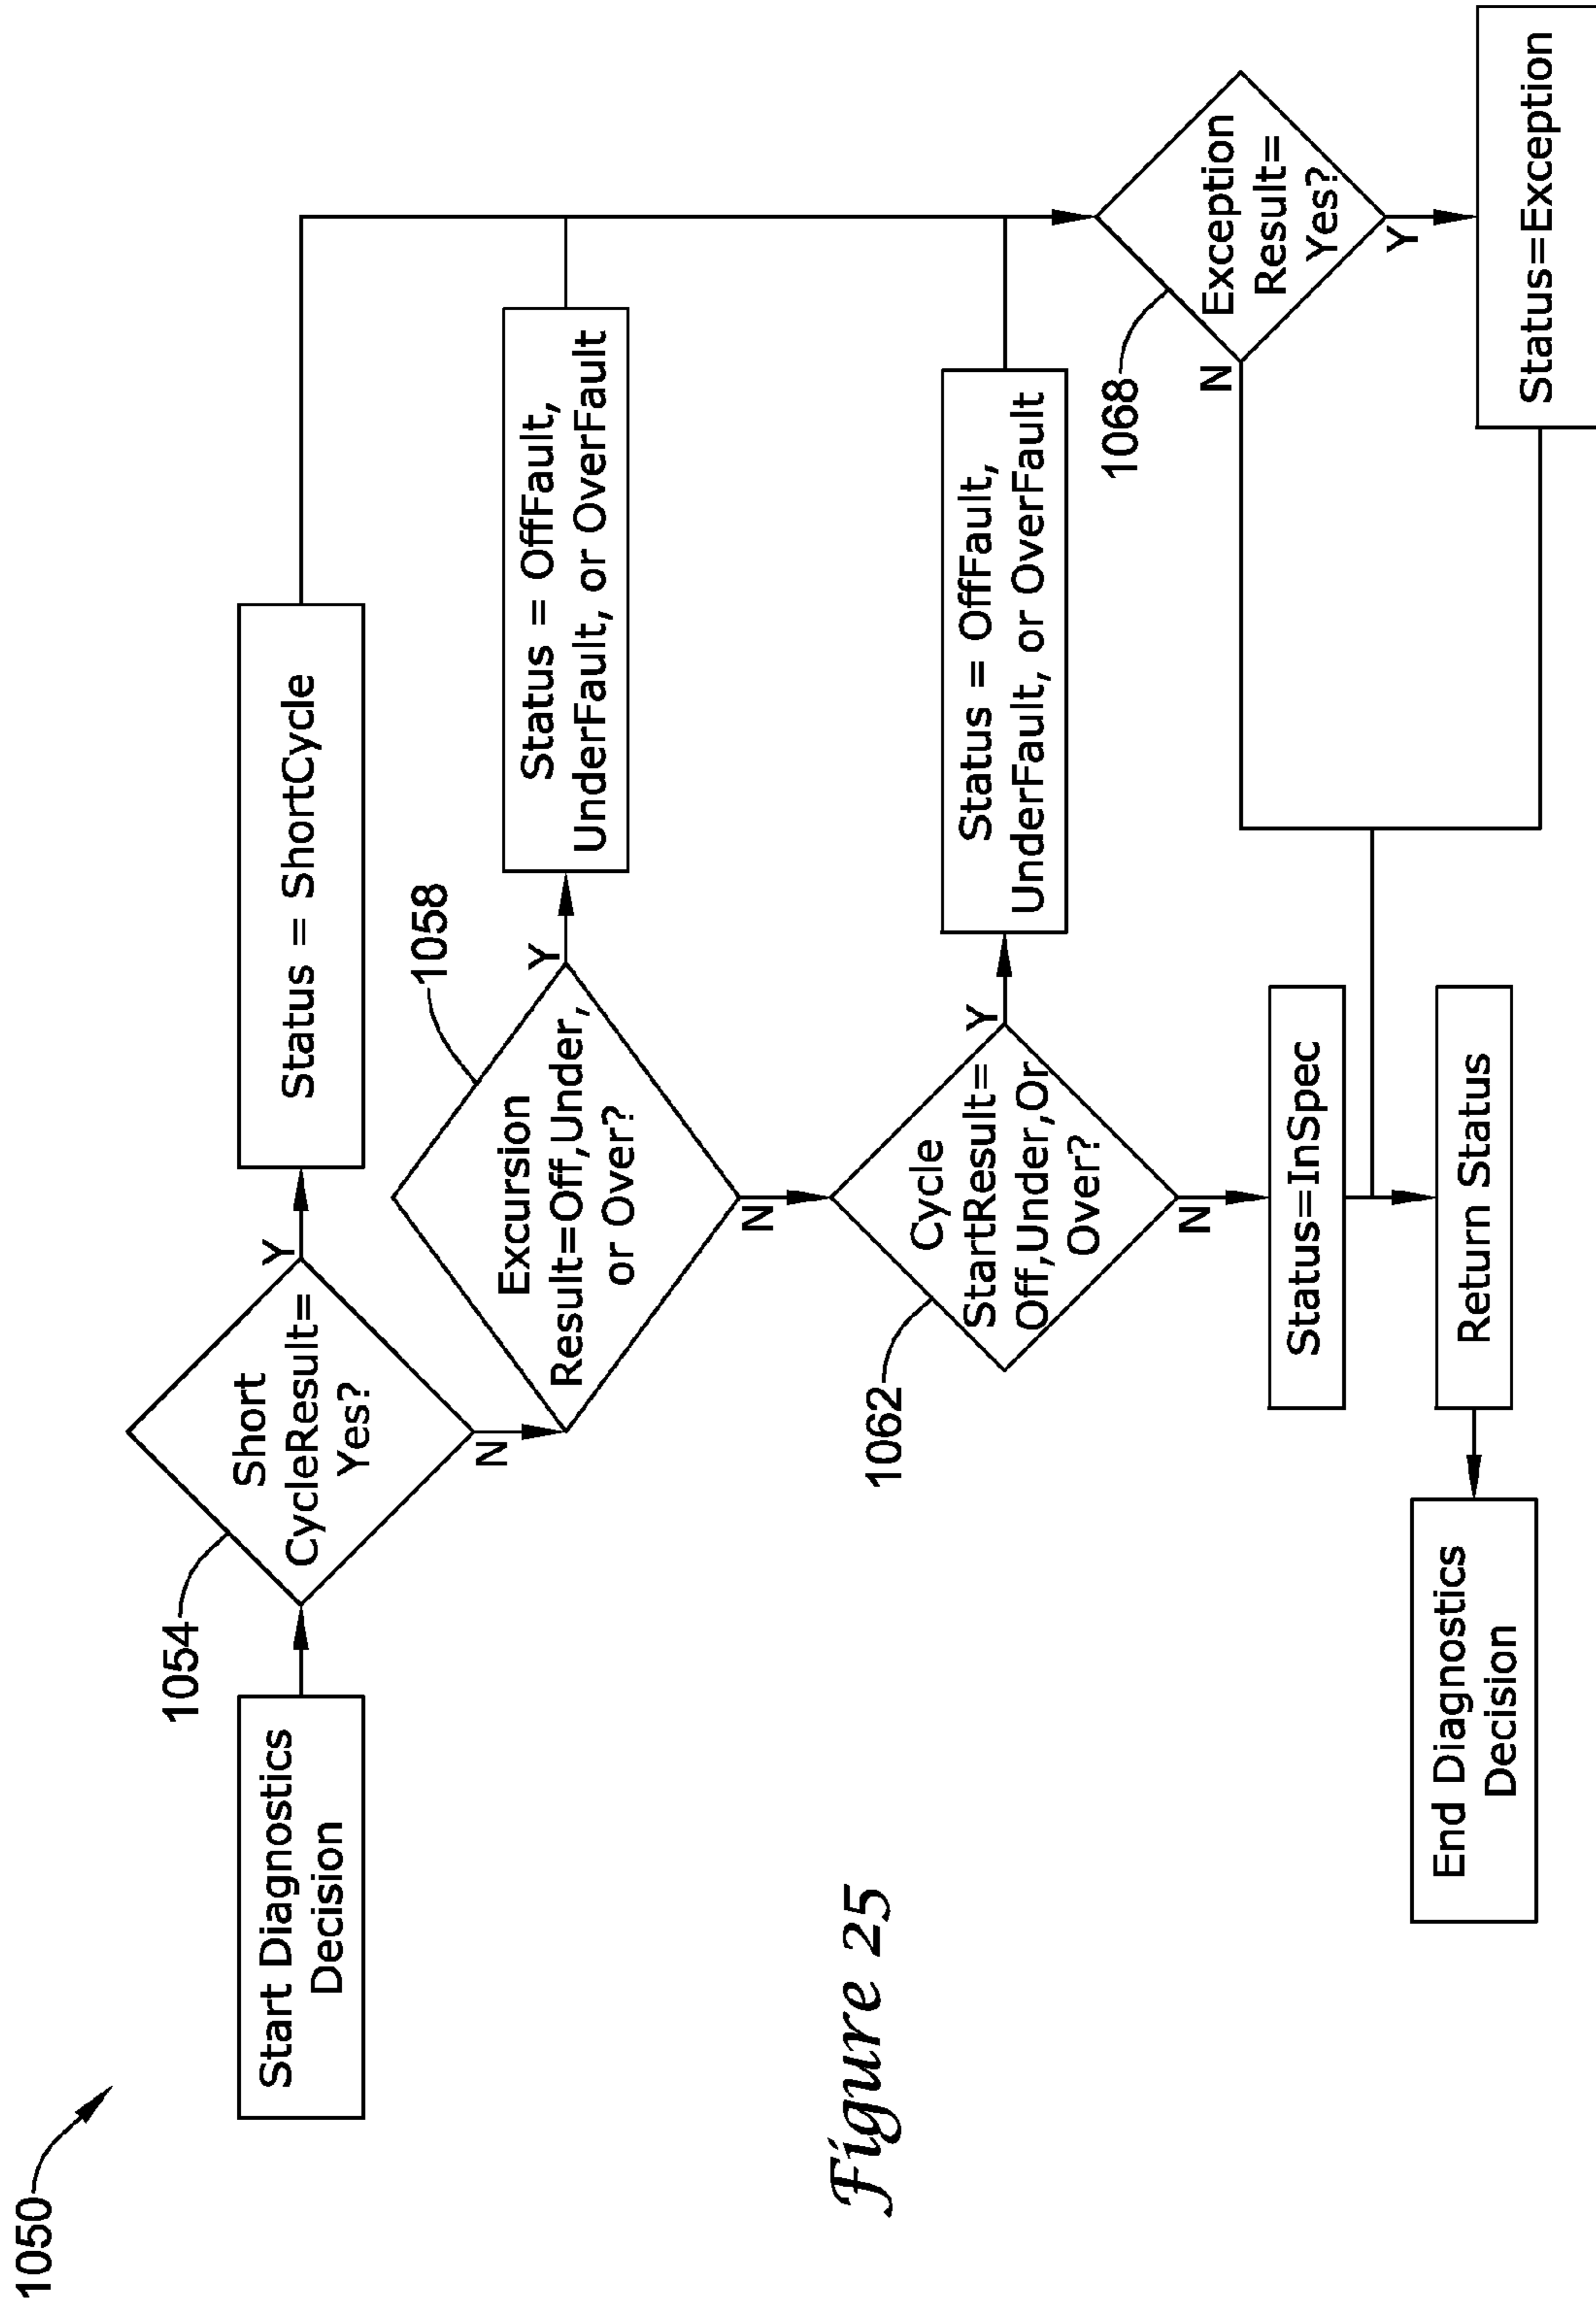 1050
Start Diagnostics
Decision
1054
Short
CycleResult=
Yes?
Y
N
Status = ShortCycle
1058
Excursion
Result=Off,Under,
or Over?
Y
N
Status = OffFault,
UnderFault, or OverFault
1062
Cycle
StartResult=
Off,Under,Or
Over?
Y
N
Status = OffFault,
UnderFault, or OverFault
1068
Exception
Result=
Yes?
N
Y
Status=Exception
Status=InSpec
Return Status
End Diagnostics
Decision
Figure 25